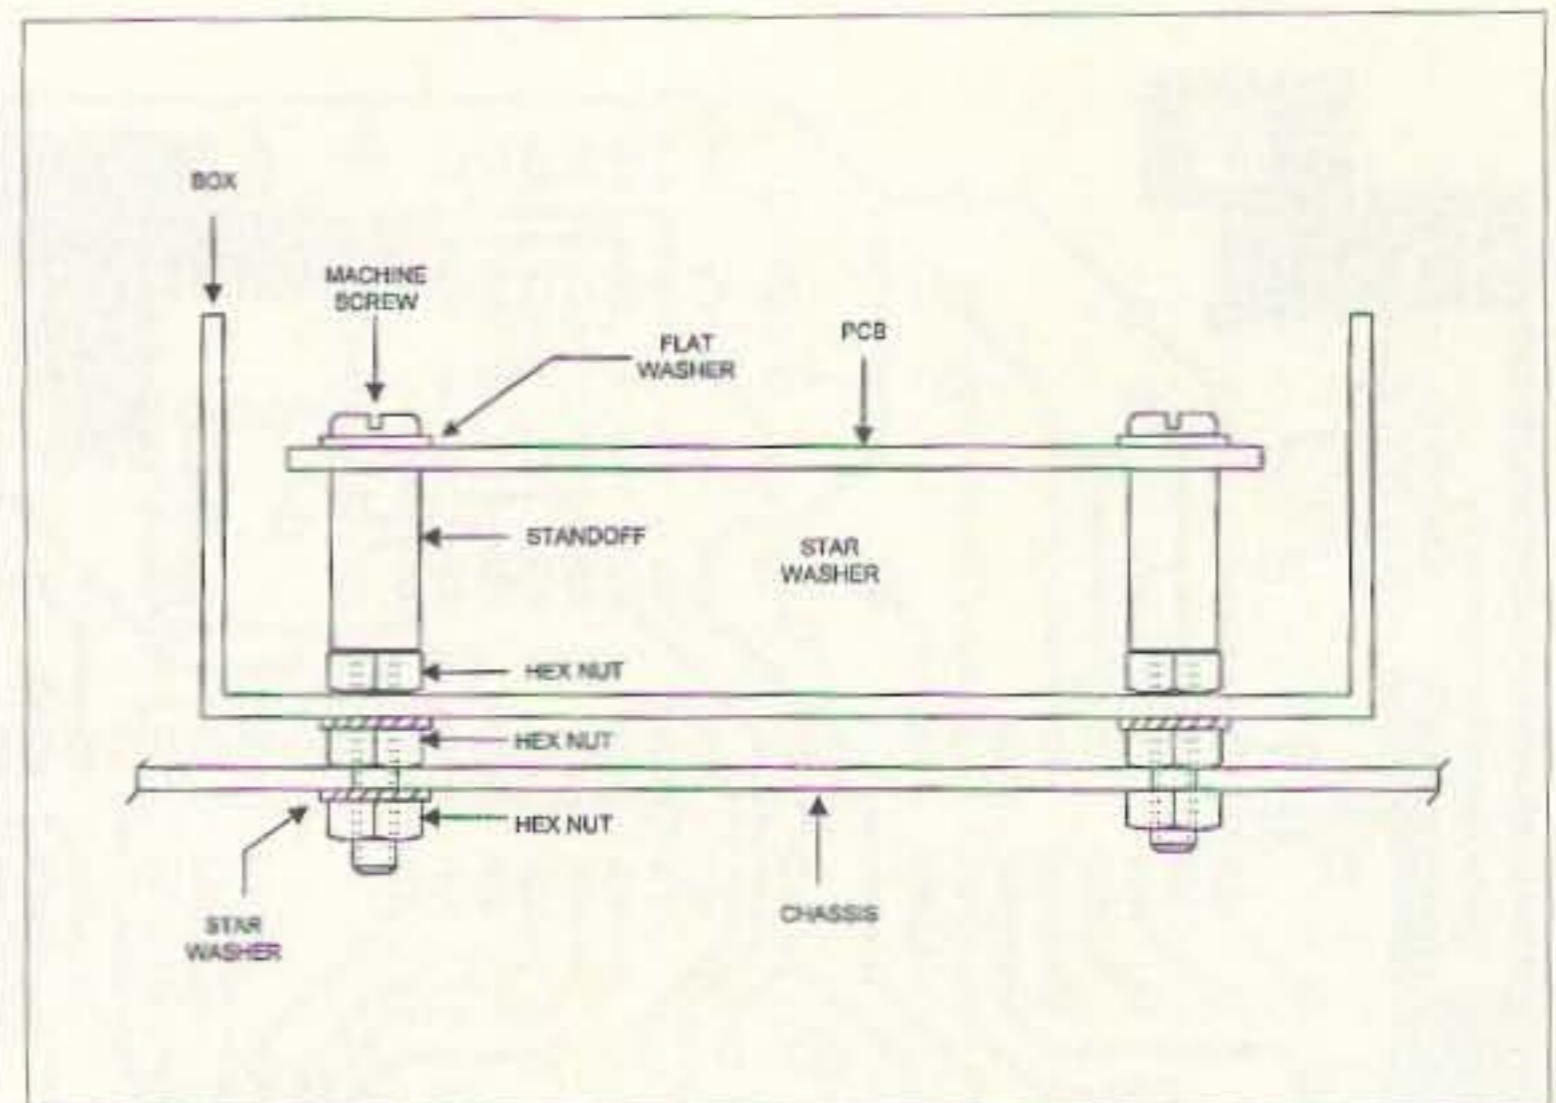 BOX
MACHINE
SCREW
FLAT
WASHER
PCB
STANDOFF
STAR
WASHER
HEX NUT
HEX NUT
HEX NUT
STAR
WASHER
CHASSIS